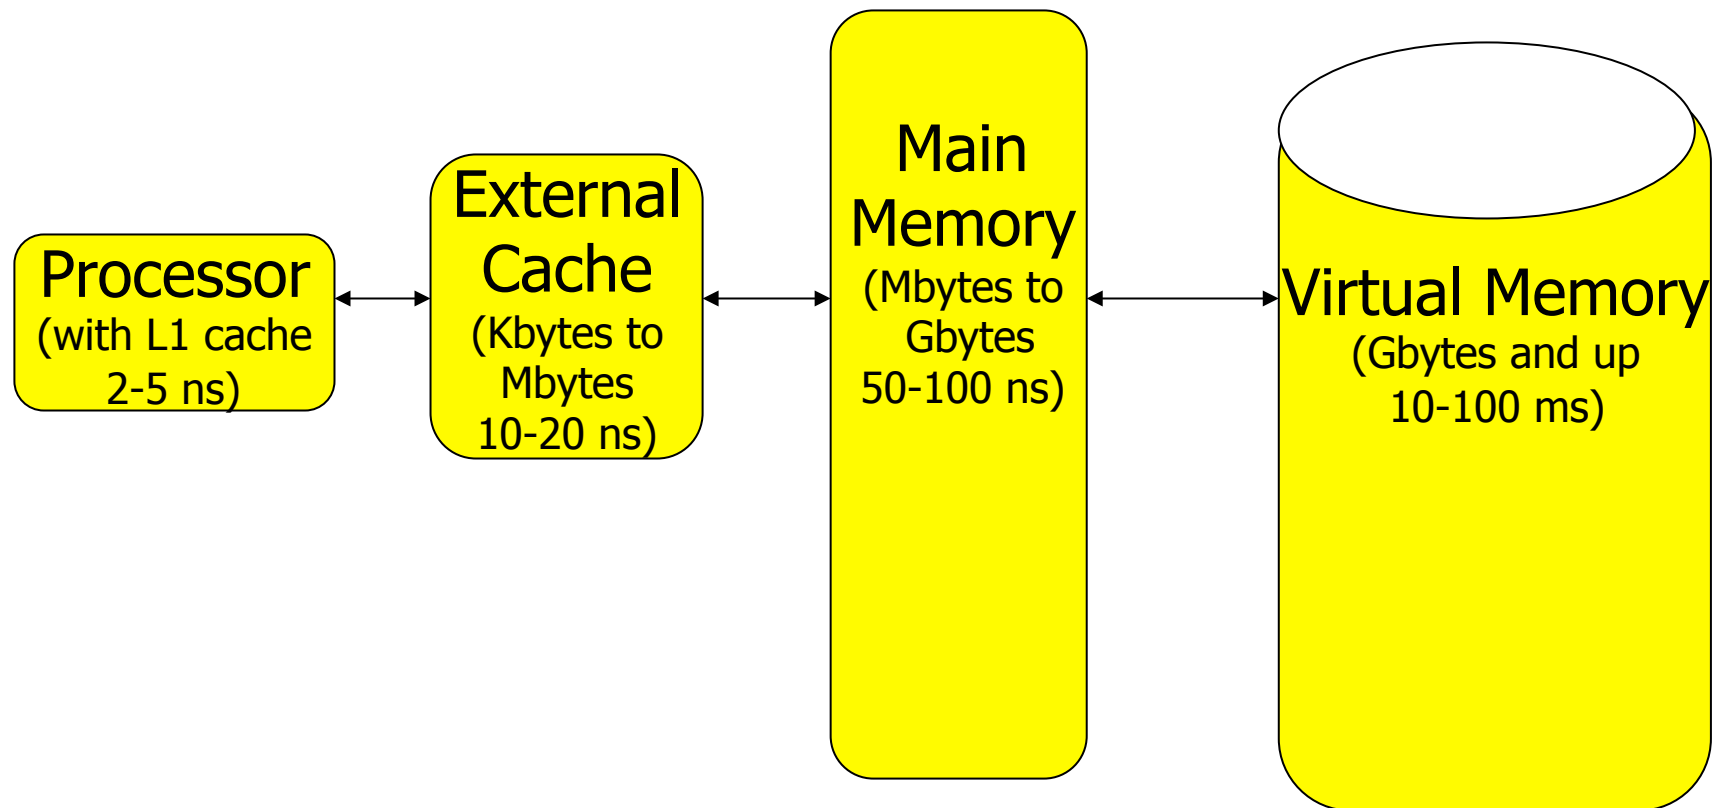 Processor
(with L1 cache
2-5 ns)
External
Cache
(Kbytes to
Mbytes
10-20 ns)
Main
Memory
(Mbytes to
Gbytes
50-100 ns)
Virtual Memory
(Gbytes and up
10-100 ms)